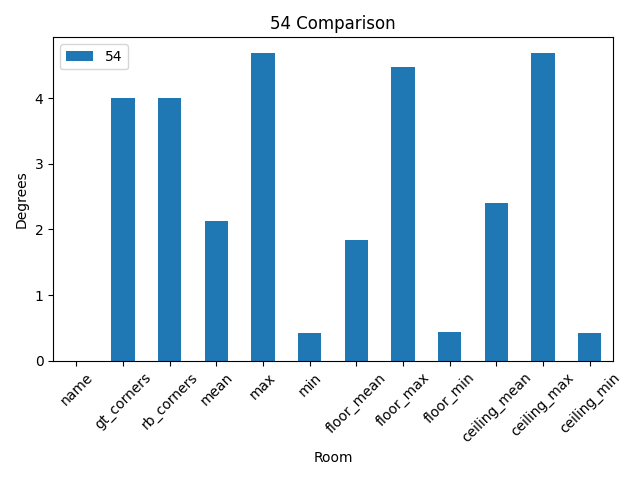 54 Comparison
54
Degrees
4
3
2
1
0
name
gt_corners
rb_corners
mean
max
min
floor_mean
floor_max
floor_min
ceiling_mean
ceiling_max
ceiling_min
Room